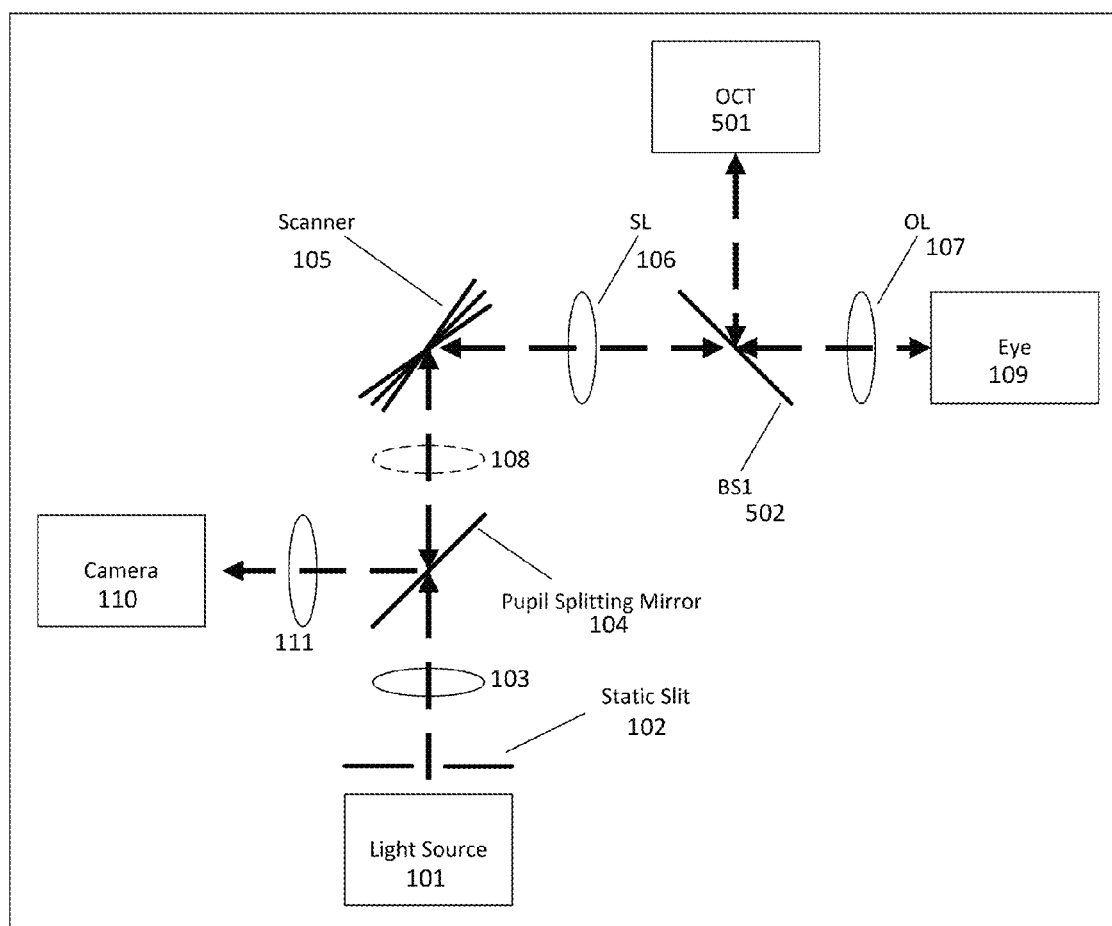 OCT
501
Scanner
105
SL
106
OL
107
Eye
109
BS1
502
108
Camera
110
111
Pupil Splitting Mirror
104
103
Static Slit
102
Light Source
101